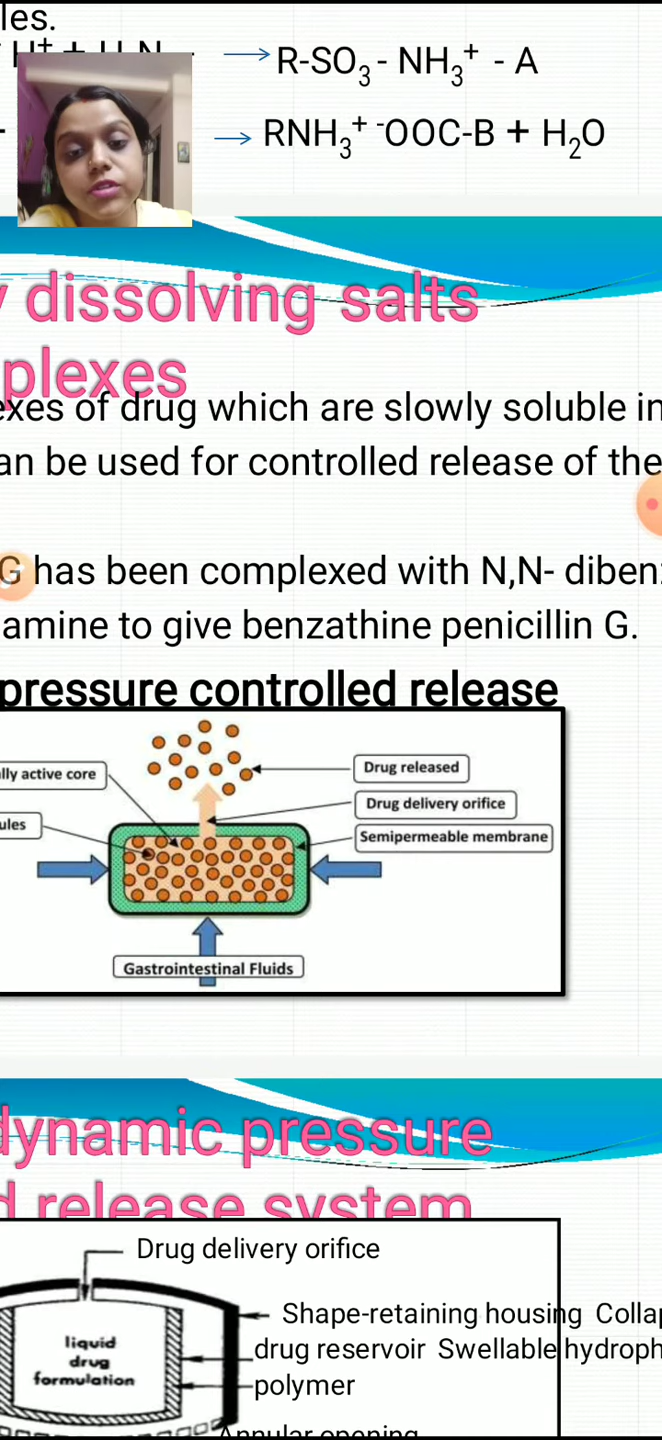 les.
H⁺ + H₂N → R-SO₃ - NH₃⁺ - A
→ RNH₃⁺ ⁻OOC-B + H₂O
y dissolving salts
plexes
exes of drug which are slowly soluble in
an be used for controlled release of the
G has been complexed with N,N- diben
amine to give benzathine penicillin G.
pressure controlled release
Drug released
lly active core
Drug delivery orifice
ules
Semipermeable membrane
Gastrointestinal Fluids
dynamic pressure
d release system
Drug delivery orifice
Shape-retaining housing Colla
liquid
drug
formulation
drug reservoir Swellable hydroph
polymer
Annular opening